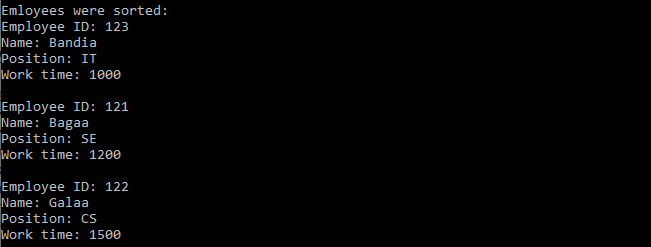 Emloyees were sorted:
Employee ID: 123
Name: Bandia
Position: IT
Work time: 1000
Employee ID: 121
Name: Bagaa
Position: SE
Work time: 1200
Employee ID: 122
Name: Galaa
Position: CS
Work time: 1500